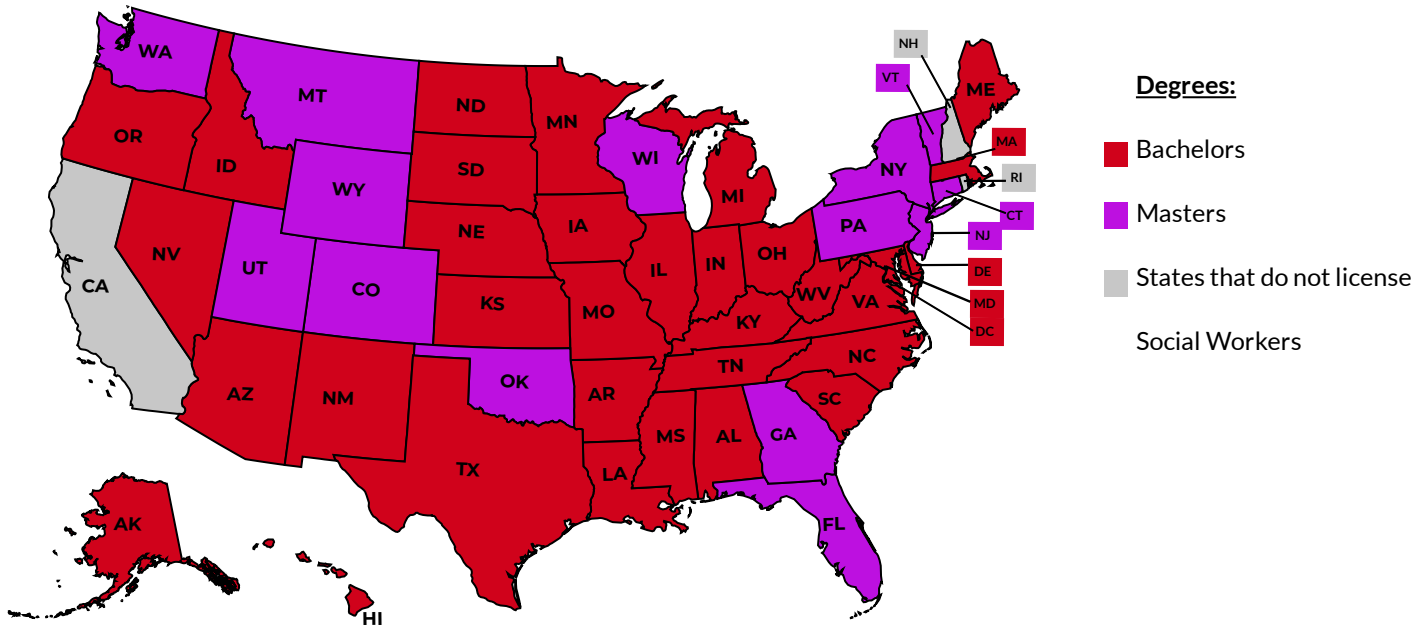 WA
MT
ND
MN
OR
ID
SD
WI
WY
NE
IA
MI
NV
UT
CO
KS
MO
IL
IN
OH
PA
NY
ME
NH
VT
MA
RI
CT
NJ
DE
MD
DC
CA
AZ
NM
OK
AR
TN
KY
WV
VA
NC
SC
TX
LA
MS
AL
GA
FL
AK
HI
Degrees:
Bachelors
Masters
States that do not license
Social Workers